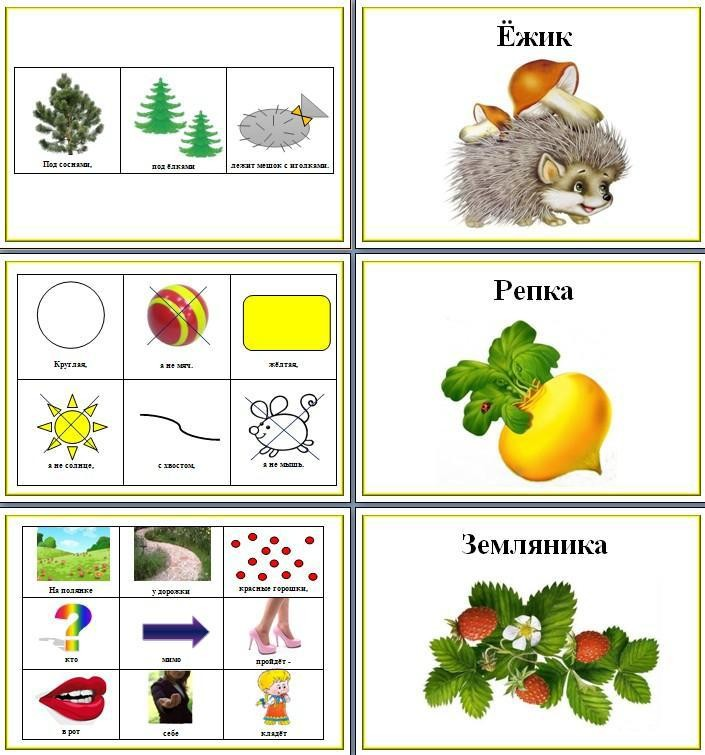 Под соснами,
под ёлками
лежит мешок с иголками.
Ёжик
Круглая,
а не мяч.
жёлтая,
а не солнце,
с хвостом,
а не мышь.
Репка
На полянке
у дорожки
красные горошки,
кто
мимо
пройдёт -
в рот
себе
кладёт
Земляника